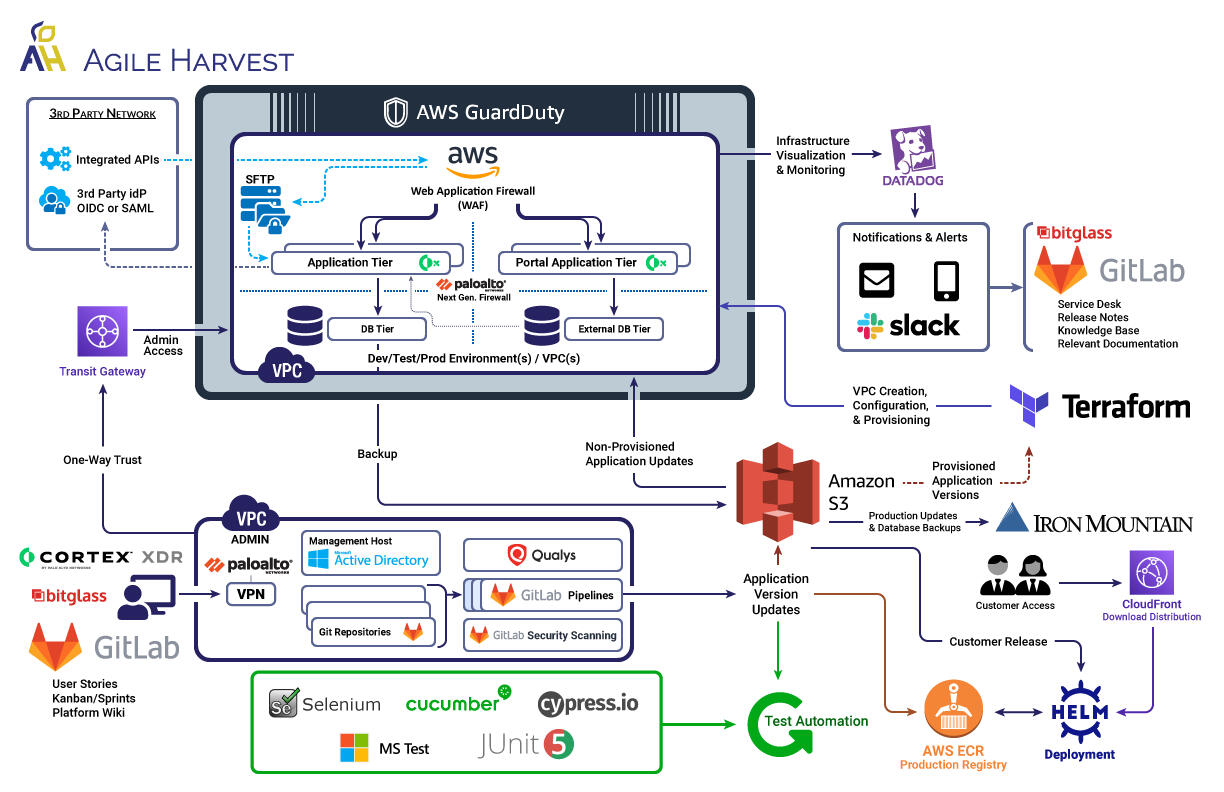 AH AGILE HARVEST
3RD PARTY NETWORK
Integrated APIs
3rd Party idP
OIDC or SAML
AWS GuardDuty
aws
Web Application Firewall
(WAF)
SFTP
Application Tier
Portal Application Tier
paloalto
NETWORKS
Next Gen. Firewall
DB Tier
External DB Tier
Dev/Test/Prod Environment(s) / VPC(s)
VPC
Infrastructure
Visualization
& Monitoring
DATADOG
Notifications & Alerts
slack
bitglass
GitLab
Service Desk
Release Notes
Knowledge Base
Relevant Documentation
Admin
Access
Transit Gateway
One-Way Trust
Backup
Non-Provisioned
Application Updates
VPC Creation,
Configuration,
& Provisioning
Terraform
Amazon
S3
Provisioned
Application
Versions
Production Updates
& Database Backups
IRON MOUNTAIN
VPC
ADMIN
paloalto
NETWORKS
VPN
Management Host
Microsoft
Active Directory
Git Repositories
Qualys
GitLab Pipelines
GitLab Security Scanning
CORTEX XDR
BY PALO ALTO NETWORKS
bitglass
GitLab
User Stories
Kanban/Sprints
Platform Wiki
Application
Version
Updates
Customer Access
CloudFront
Download Distribution
Customer Release
Se
Selenium
cucumber
cypress.io
MS Test
JUnit 5
Test Automation
AWS ECR
Production Registry
HELM
Deployment